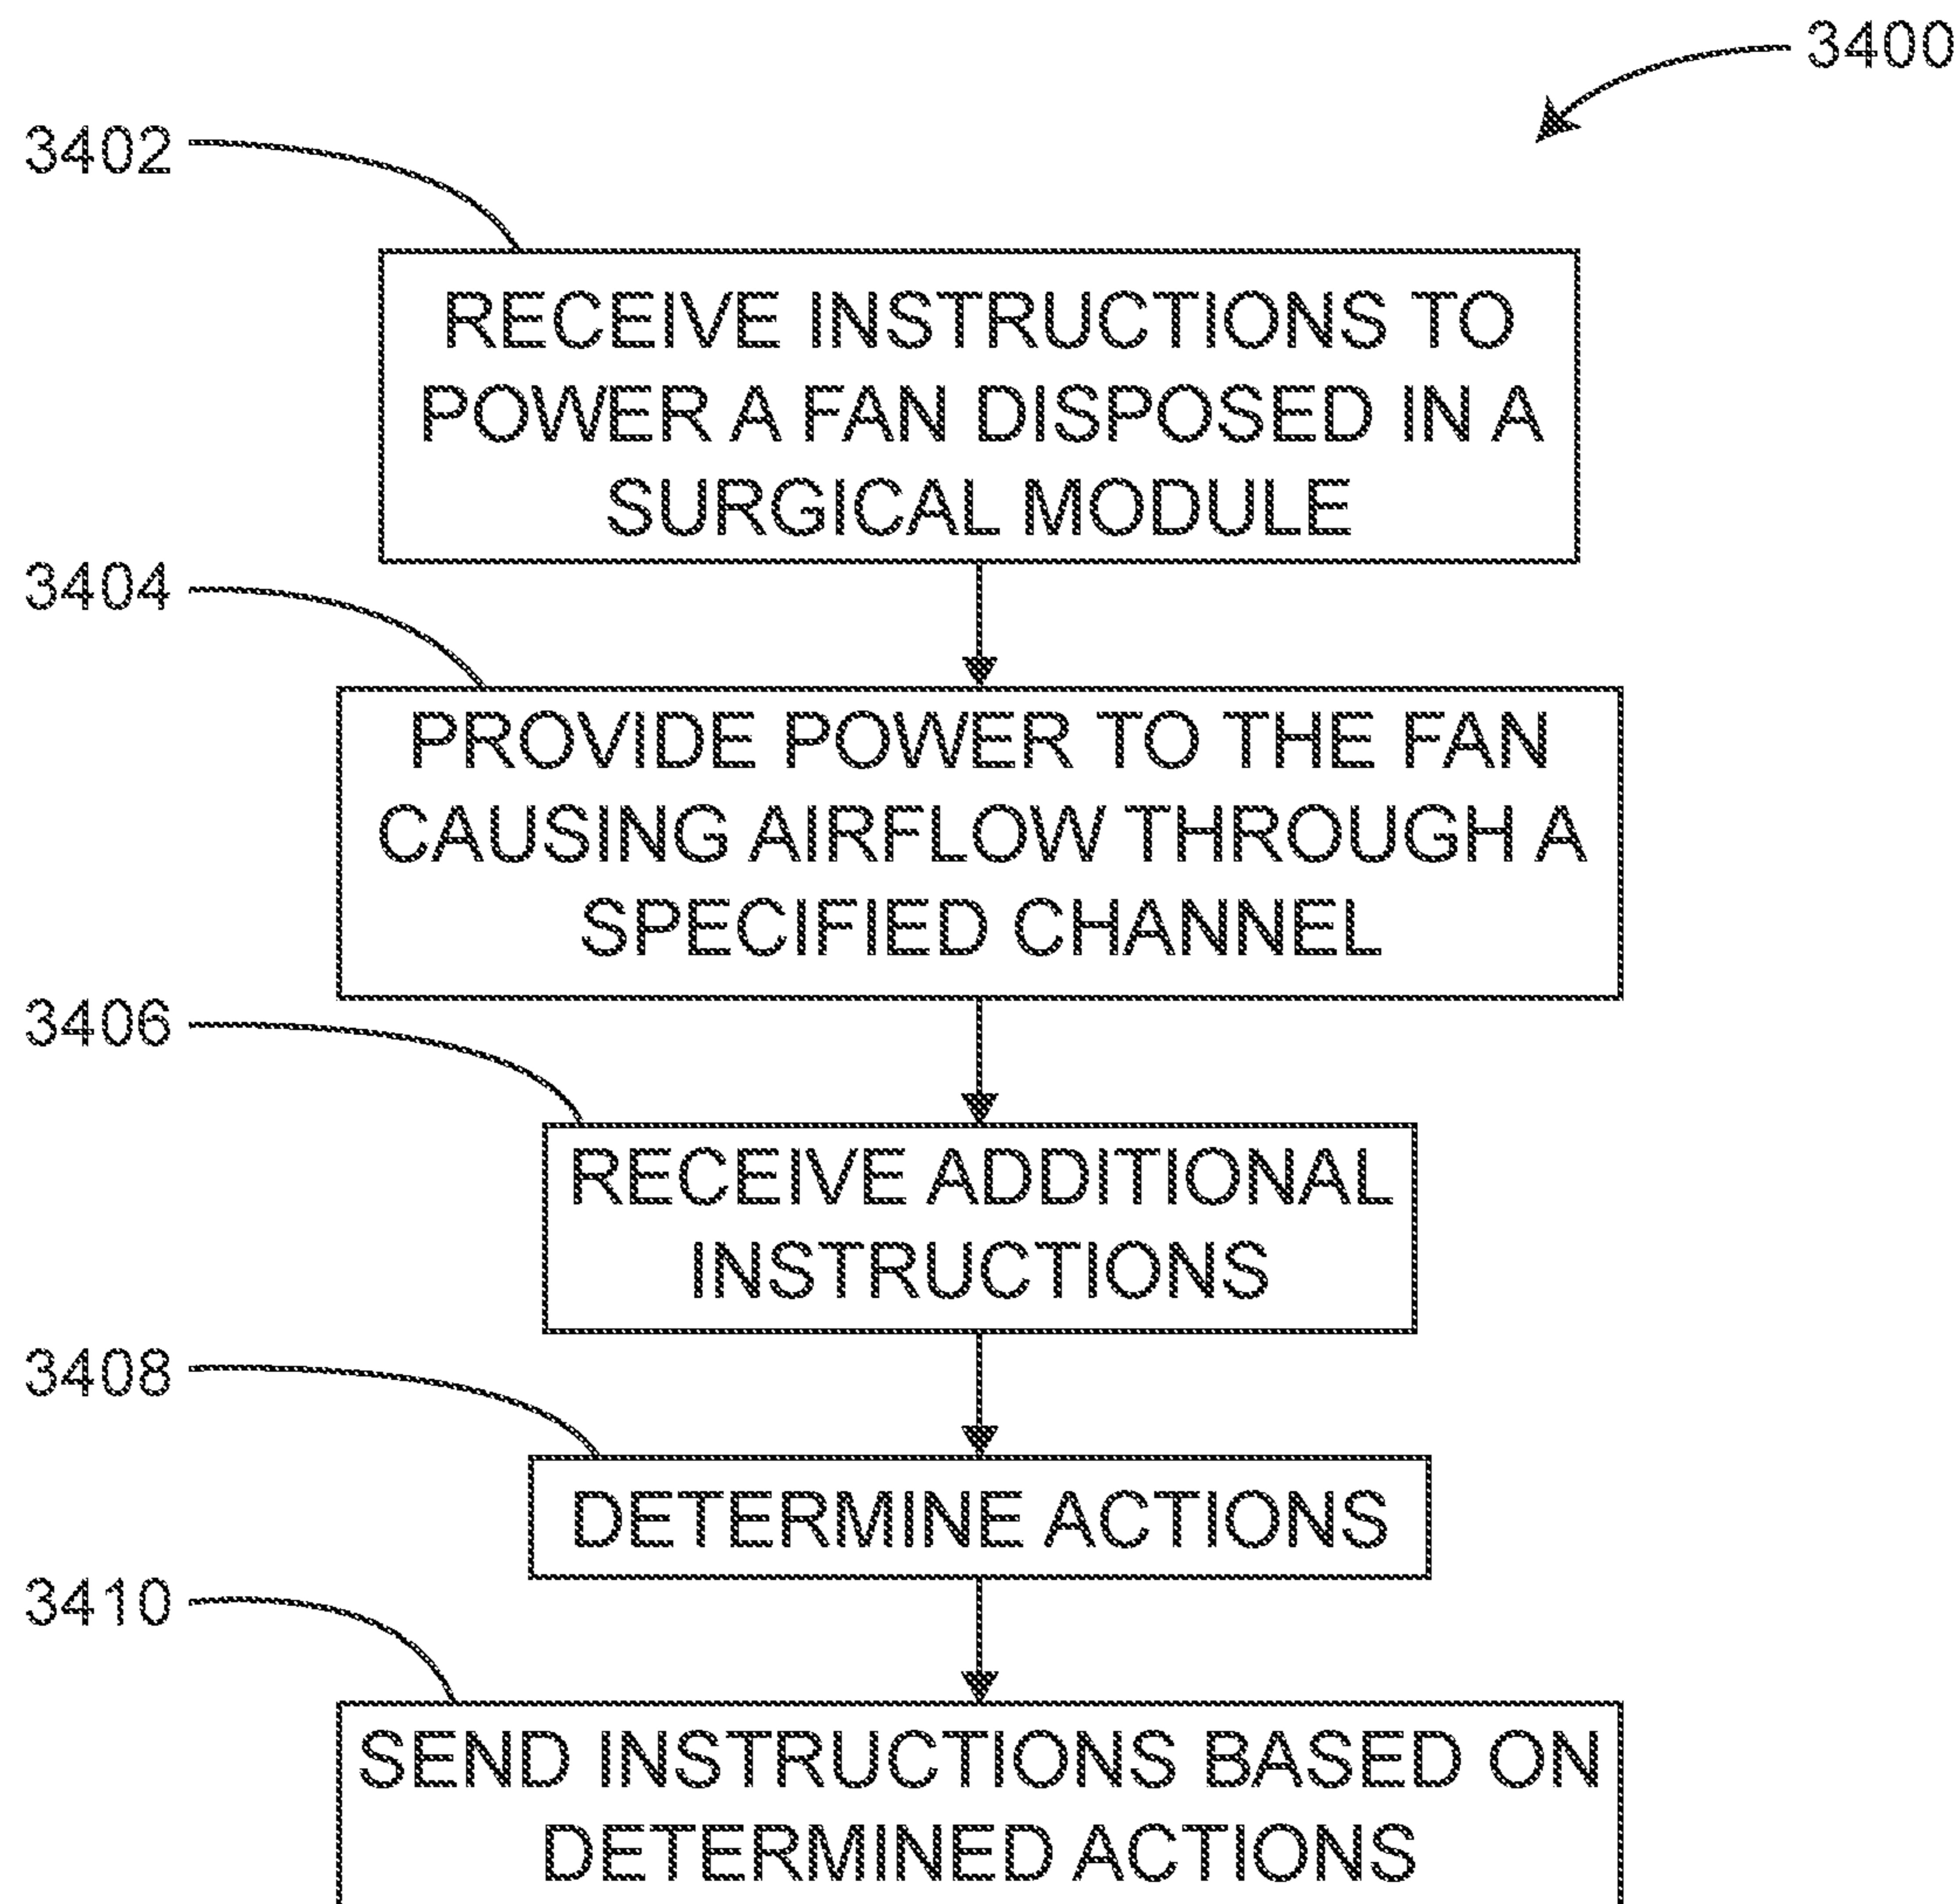 3400
3402
RECEIVE INSTRUCTIONS TO
POWER A FAN DISPOSED IN A
SURGICAL MODULE
3404
PROVIDE POWER TO THE FAN
CAUSING AIRFLOW THROUGH A
SPECIFIED CHANNEL
3406
RECEIVE ADDITIONAL
INSTRUCTIONS
3408
DETERMINE ACTIONS
3410
SEND INSTRUCTIONS BASED ON
DETERMINED ACTIONS